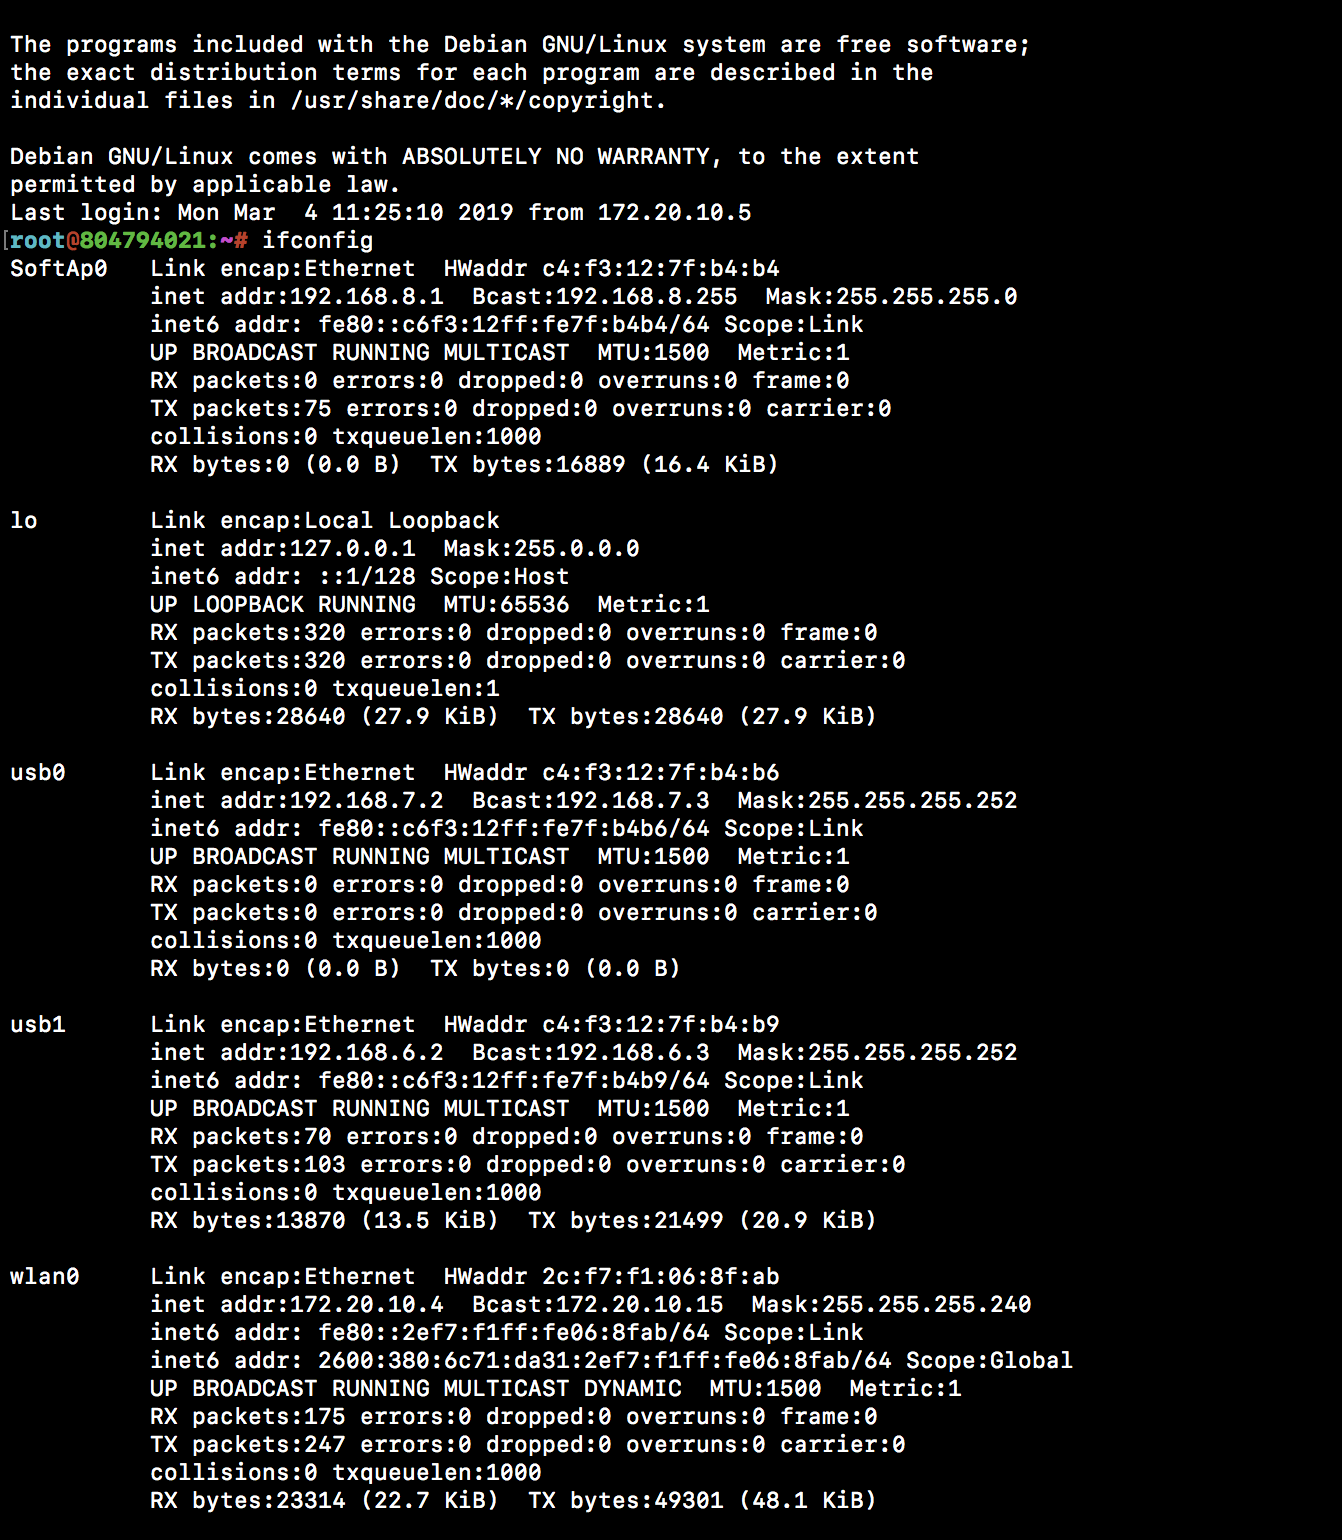 The programs included with the Debian GNU/Linux system are free software;
the exact distribution terms for each program are described in the
individual files in /usr/share/doc/*/copyright.

Debian GNU/Linux comes with ABSOLUTELY NO WARRANTY, to the extent
permitted by applicable law.
Last login: Mon Mar  4 11:25:10 2019 from 172.20.10.5
[root@804794021:~# ifconfig
SoftAp0   Link encap:Ethernet  HWaddr c4:f3:12:7f:b4:b4
          inet addr:192.168.8.1  Bcast:192.168.8.255  Mask:255.255.255.0
          inet6 addr: fe80::c6f3:12ff:fe7f:b4b4/64 Scope:Link
          UP BROADCAST RUNNING MULTICAST  MTU:1500  Metric:1
          RX packets:0 errors:0 dropped:0 overruns:0 frame:0
          TX packets:75 errors:0 dropped:0 overruns:0 carrier:0
          collisions:0 txqueuelen:1000
          RX bytes:0 (0.0 B)  TX bytes:16889 (16.4 KiB)

lo        Link encap:Local Loopback
          inet addr:127.0.0.1  Mask:255.0.0.0
          inet6 addr: ::1/128 Scope:Host
          UP LOOPBACK RUNNING  MTU:65536  Metric:1
          RX packets:320 errors:0 dropped:0 overruns:0 frame:0
          TX packets:320 errors:0 dropped:0 overruns:0 carrier:0
          collisions:0 txqueuelen:1
          RX bytes:28640 (27.9 KiB)  TX bytes:28640 (27.9 KiB)

usb0      Link encap:Ethernet  HWaddr c4:f3:12:7f:b4:b6
          inet addr:192.168.7.2  Bcast:192.168.7.3  Mask:255.255.255.252
          inet6 addr: fe80::c6f3:12ff:fe7f:b4b6/64 Scope:Link
          UP BROADCAST RUNNING MULTICAST  MTU:1500  Metric:1
          RX packets:0 errors:0 dropped:0 overruns:0 frame:0
          TX packets:0 errors:0 dropped:0 overruns:0 carrier:0
          collisions:0 txqueuelen:1000
          RX bytes:0 (0.0 B)  TX bytes:0 (0.0 B)

usb1      Link encap:Ethernet  HWaddr c4:f3:12:7f:b4:b9
          inet addr:192.168.6.2  Bcast:192.168.6.3  Mask:255.255.255.252
          inet6 addr: fe80::c6f3:12ff:fe7f:b4b9/64 Scope:Link
          UP BROADCAST RUNNING MULTICAST  MTU:1500  Metric:1
          RX packets:70 errors:0 dropped:0 overruns:0 frame:0
          TX packets:103 errors:0 dropped:0 overruns:0 carrier:0
          collisions:0 txqueuelen:1000
          RX bytes:13870 (13.5 KiB)  TX bytes:21499 (20.9 KiB)

wlan0     Link encap:Ethernet  HWaddr 2c:f7:f1:06:8f:ab
          inet addr:172.20.10.4  Bcast:172.20.10.15  Mask:255.255.255.240
          inet6 addr: fe80::2ef7:f1ff:fe06:8fab/64 Scope:Link
          inet6 addr: 2600:380:6c71:da31:2ef7:f1ff:fe06:8fab/64 Scope:Global
          UP BROADCAST RUNNING MULTICAST DYNAMIC  MTU:1500  Metric:1
          RX packets:175 errors:0 dropped:0 overruns:0 frame:0
          TX packets:247 errors:0 dropped:0 overruns:0 carrier:0
          collisions:0 txqueuelen:1000
          RX bytes:23314 (22.7 KiB)  TX bytes:49301 (48.1 KiB)